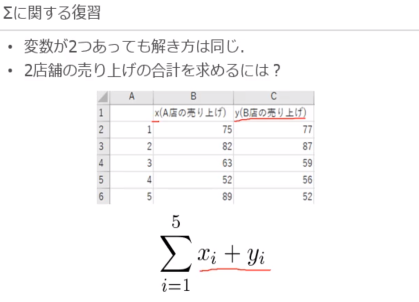 Σに関する復習
• 変数が2つあっても解き方は同じ.
• 2店舗の売り上げの合計を求めるには？
A B C
1 x(A店の売り上げ) y(B店の売り上げ)
2 1 75 77
3 2 82 87
4 3 63 59
5 4 52 56
6 5 89 52
5
∑ xᵢ + yᵢ
i=1